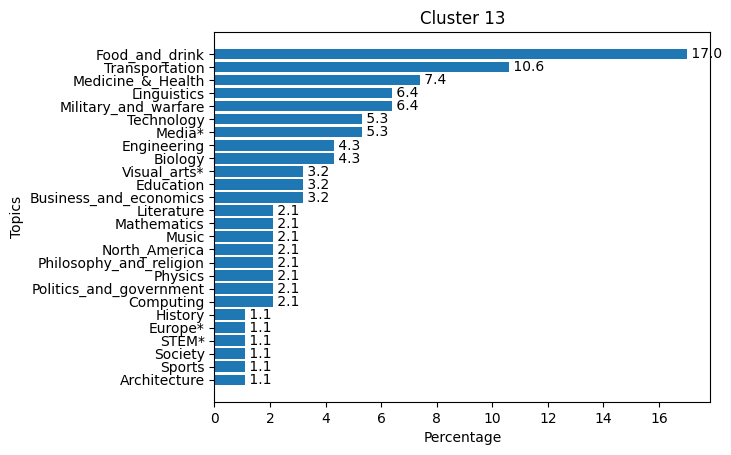 Cluster 13
Food_and_drink 17.0
Transportation 10.6
Medicine_&_Health 7.4
Linguistics 6.4
Military_and_warfare 6.4
Technology 5.3
Media* 5.3
Engineering 4.3
Biology 4.3
Visual_arts* 3.2
Education 3.2
Business_and_economics 3.2
Literature 2.1
Mathematics 2.1
Music 2.1
North_America 2.1
Philosophy_and_religion 2.1
Physics 2.1
Politics_and_government 2.1
Computing 2.1
History 1.1
Europe* 1.1
STEM* 1.1
Society 1.1
Sports 1.1
Architecture 1.1
Topics
0 2 4 6 8 10 12 14 16
Percentage